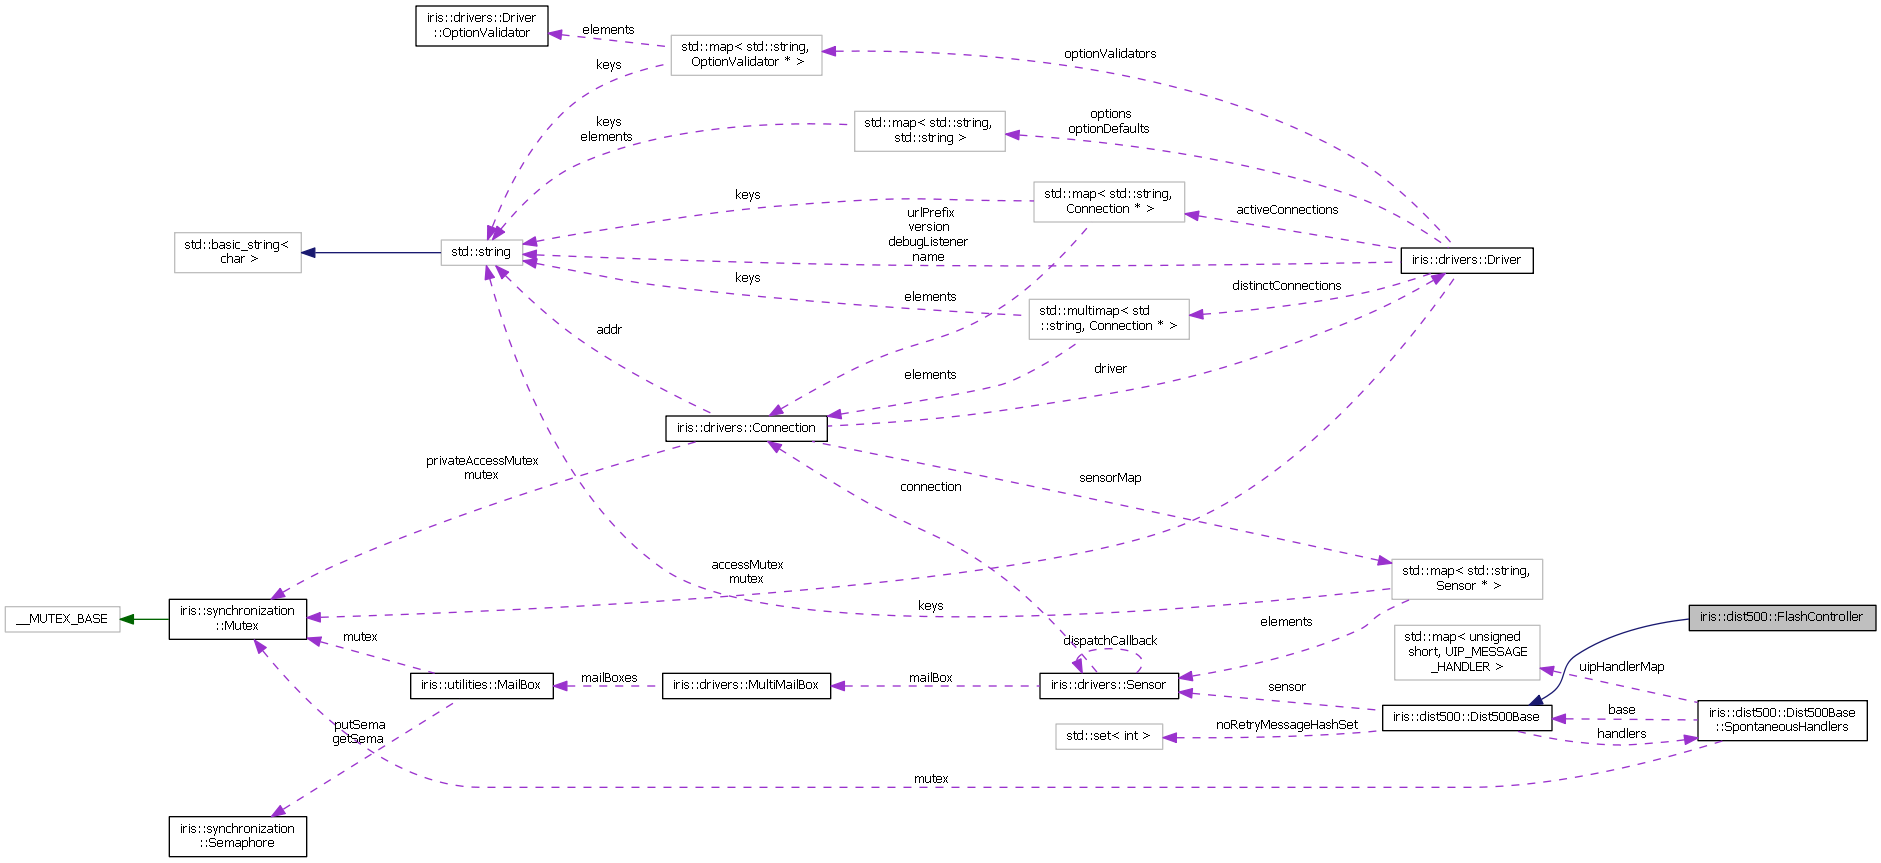 iris::drivers::Driver
::OptionValidator
elements
std::map< std::string,
OptionValidator * >
optionValidators
keys
std::map< std::string,
std::string >
keys
elements
options
optionDefaults
std::map< std::string,
Connection * >
keys
activeConnections
urlPrefix
version
debugListener
name
std::basic_string<
char >
std::string
iris::drivers::Driver
keys
elements
distinctConnections
std::multimap< std
::string, Connection * >
addr
elements
driver
iris::drivers::Connection
privateAccessMutex
mutex
connection
sensorMap
accessMutex
mutex
std::map< std::string,
Sensor * >
keys
__MUTEX_BASE
iris::synchronization
::Mutex
elements
iris::dist500::FlashController
mutex
dispatchCallback
std::map< unsigned
short, UIP_MESSAGE
_HANDLER >
uipHandlerMap
iris::utilities::MailBox
mailBoxes
iris::drivers::MultiMailBox
mailBox
iris::drivers::Sensor
sensor
iris::dist500::Dist500Base
base
handlers
iris::dist500::Dist500Base
::SpontaneousHandlers
putSema
getSema
std::set< int >
noRetryMessageHashSet
mutex
iris::synchronization
::Semaphore